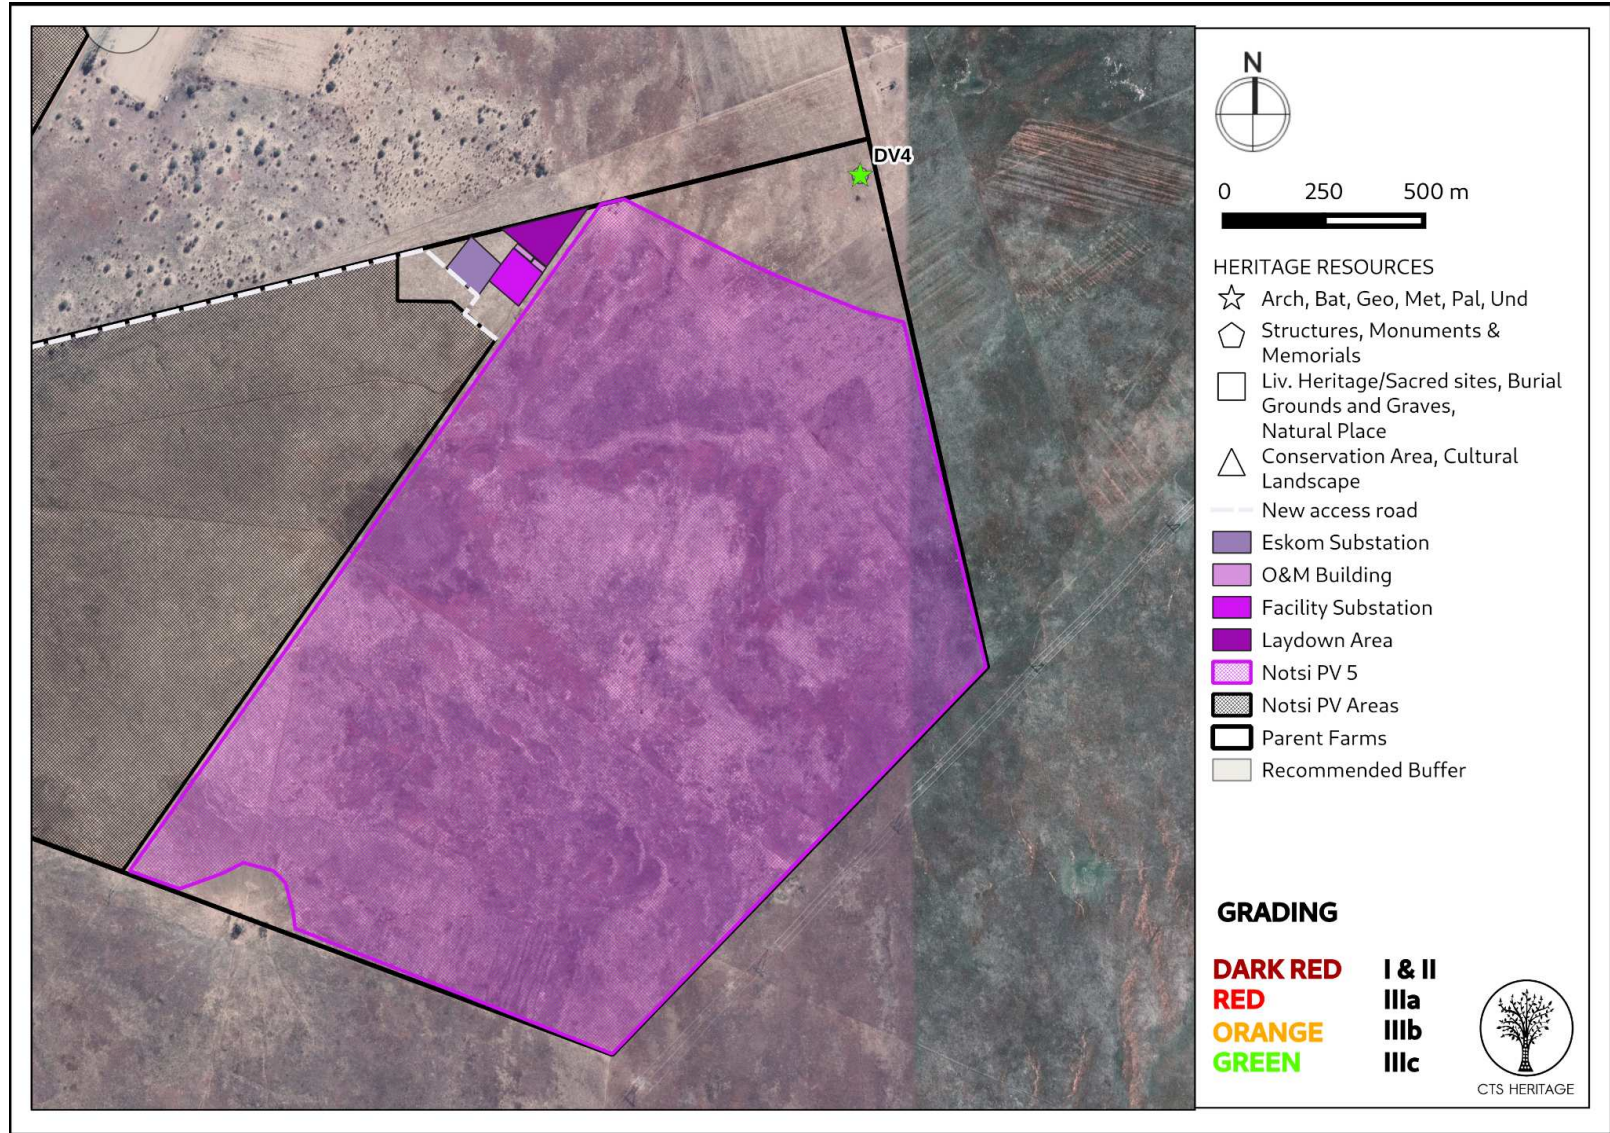 DV4
N
0 250 500 m
HERITAGE RESOURCES
Arch, Bat, Geo, Met, Pal, Und
Structures, Monuments &
Memorials
Liv. Heritage/Sacred sites, Burial
Grounds and Graves,
Natural Place
Conservation Area, Cultural
Landscape
New access road
Eskom Substation
O&M Building
Facility Substation
Laydown Area
Notsi PV 5
Notsi PV Areas
Parent Farms
Recommended Buffer
GRADING
DARK RED I & II
RED IIIa
ORANGE IIIb
GREEN IIIc
CTS HERITAGE